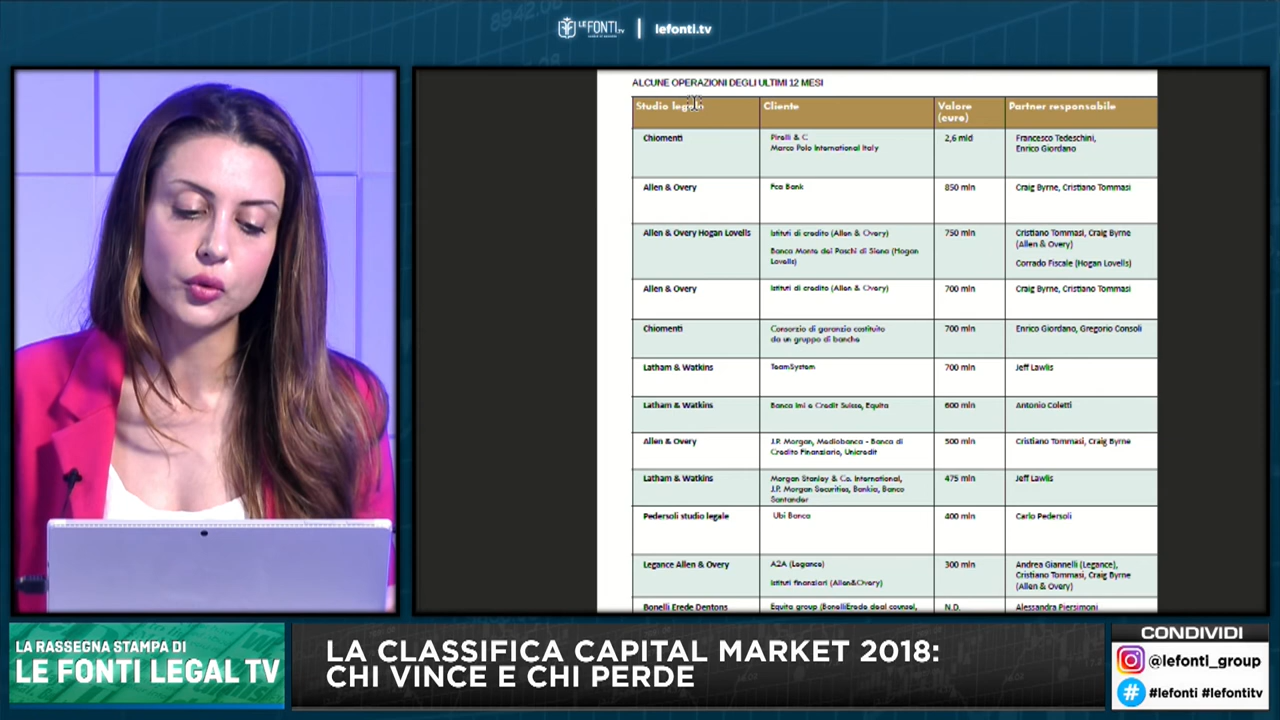 LE FONTI TV
lefonti.tv
ALCUNE OPERAZIONI DEGLI ULTIMI 12 MESI
Studio legale
Cliente
Valore
(euro)
Partner responsabile
Chiomenti
Pirelli & C
Marco Polo International Italy
2,6 mld
Francesco Tedeschini,
Enrico Giordano
Allen & Overy
Fca Bank
850 mln
Craig Byrne, Cristiano Tommasi
Allen & Overy Hogan Lovells
Istituti di credito (Allen & Overy)
Banca Monte dei Paschi di Siena (Hogan
Lovells)
750 mln
Cristiano Tommasi, Craig Byrne
(Allen & Overy)
Corrado Fiscale (Hogan Lovells)
Allen & Overy
Istituti di credito (Allen & Overy)
700 mln
Craig Byrne, Cristiano Tommasi
Chiomenti
Consorzio di garanzia costituito
da un gruppo di banche
700 mln
Enrico Giordano, Gregorio Consoli
Latham & Watkins
TeamSystem
700 mln
Jeff Lawlis
Latham & Watkins
Banca Imi e Credit Suisse, Equita
600 mln
Antonio Coletti
Allen & Overy
J.P. Morgan, Mediobanca - Banca di
Credito Finanziario, Unicredit
500 mln
Cristiano Tommasi, Craig Byrne
Latham & Watkins
Morgan Stanley & Co. International,
J.P. Morgan Securities, Bankia, Banco
Santander
475 mln
Jeff Lawlis
Pedersoli studio legale
Ubi Banca
400 mln
Carlo Pedersoli
Legance Allen & Overy
A2A (Legance)
Istituti finanziari (Allen&Overy)
300 mln
Andrea Giannelli (Legance),
Cristiano Tommasi, Craig Byrne
(Allen & Overy)
Bonelli Erede Dentons
Equita group (BonelliErede deal counsel,
N.D.
Alessandra Piersimoni
LA RASSEGNA STAMPA DI
LE FONTI LEGAL TV
LA CLASSIFICA CAPITAL MARKET 2018:
CHI VINCE E CHI PERDE
CONDIVIDI
@lefonti_group
#lefonti #lefontitv